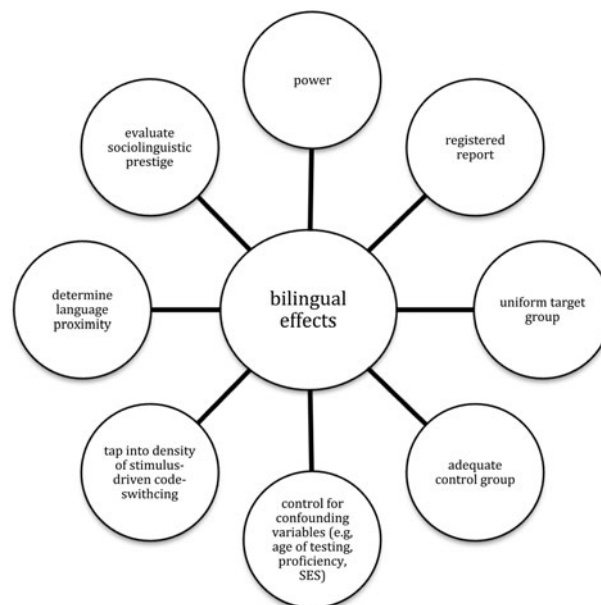 power
registered
report
uniform target
group
adequate
control group
control for
confounding
variables (e.g,
age of testing,
proficiency,
SES)
tap into density
of stimulus-
driven code-
swithcing
determine
language
proximity
evaluate
sociolinguistic
prestige
bilingual
effects